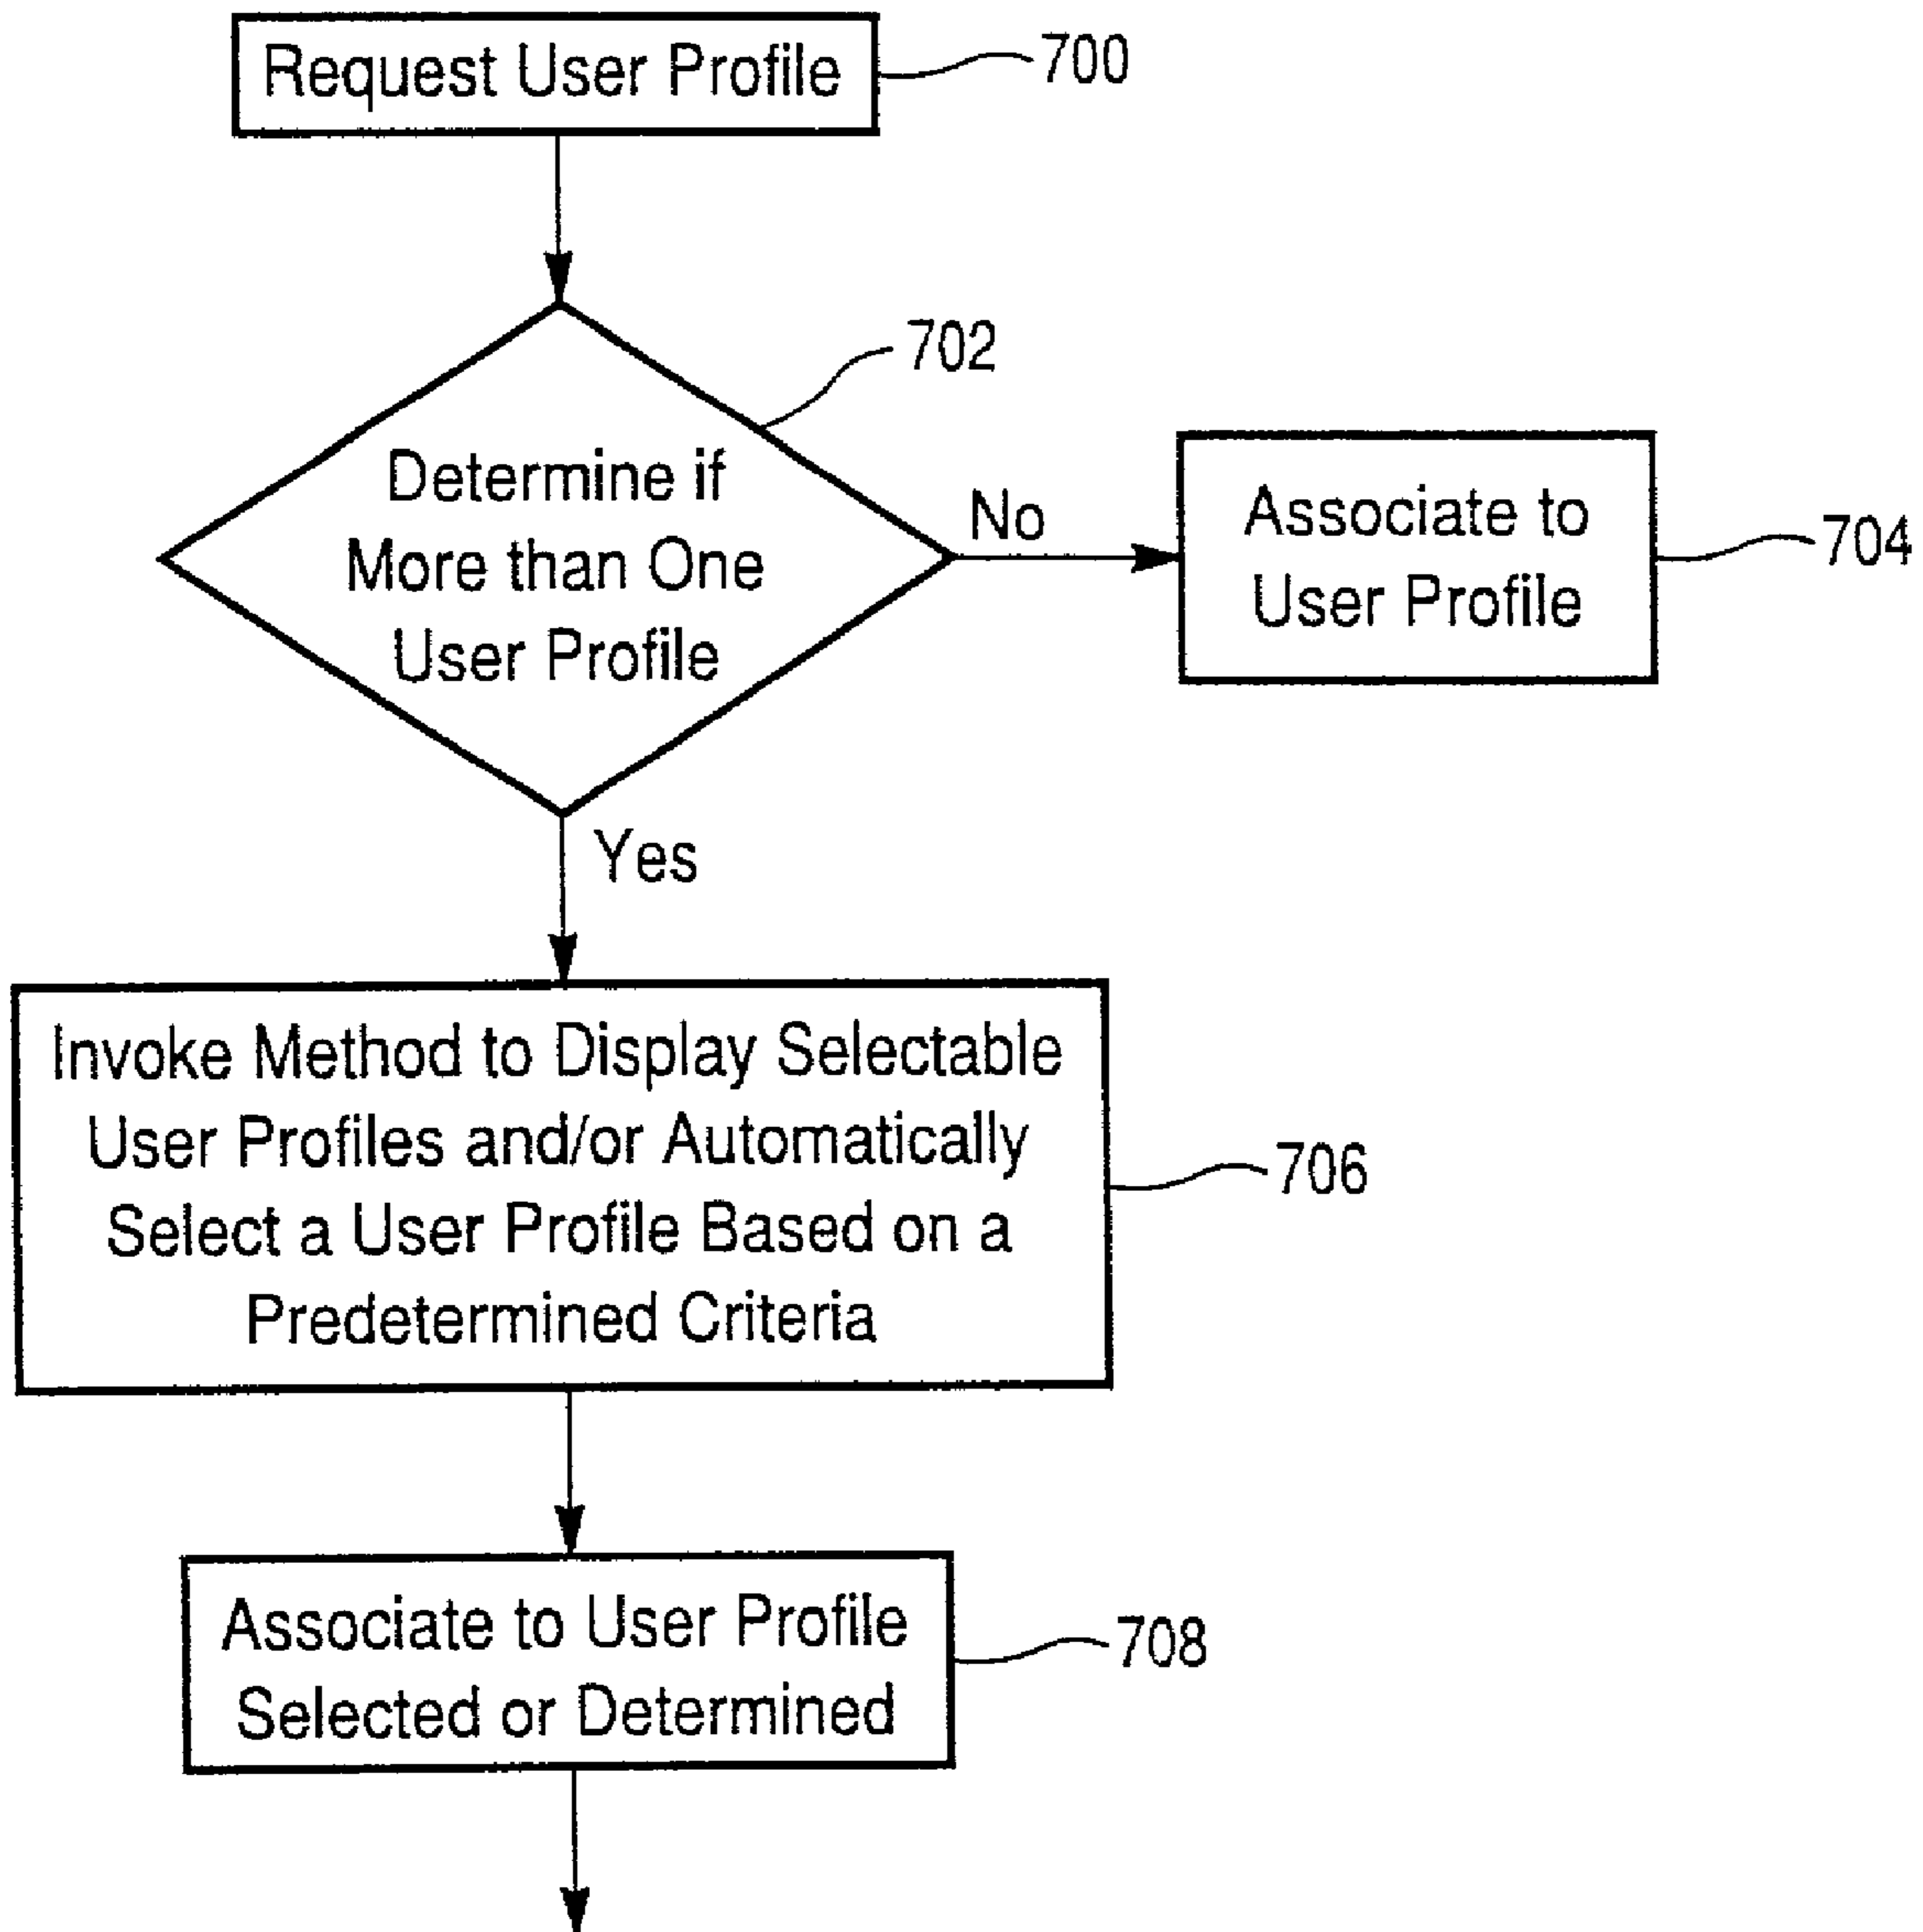 Request User Profile
700
702
Determine if
More than One
User Profile
No
Associate to
User Profile
704
Yes
Invoke Method to Display Selectable
User Profiles and/or Automatically
Select a User Profile Based on a
Predetermined Criteria
706
Associate to User Profile
Selected or Determined
708